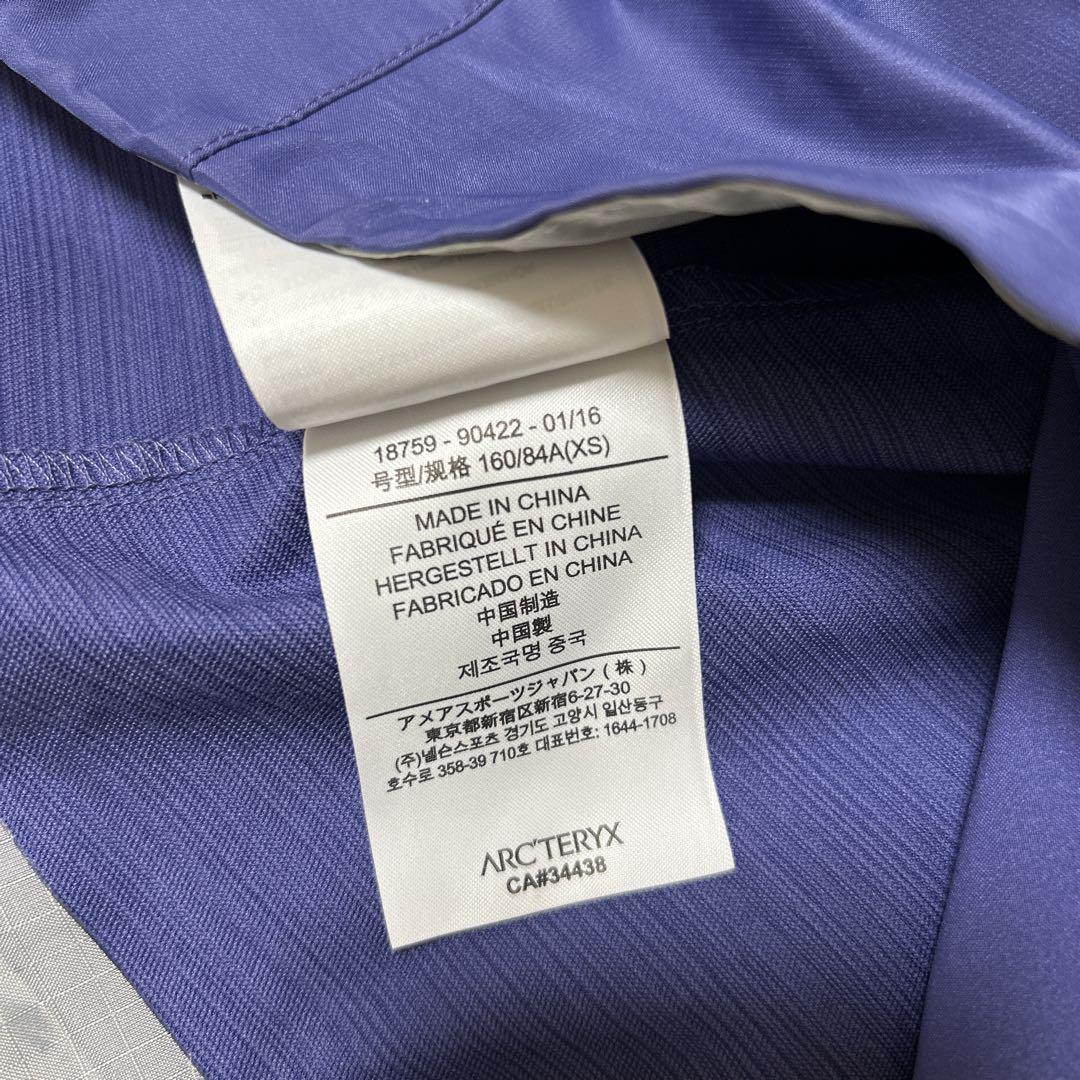 18759 - 90422 - 01/16
号型/规格 160/84A(XS)
MADE IN CHINA
FABRIQUÉ EN CHINE
HERGESTELLT IN CHINA
FABRICADO EN CHINA
中国制造
中国製
제조국명 중국
アメアスポーツジャパン ( 株 )
東京都新宿区新宿6-27-30
(주)넬슨스포츠 경기도 고양시 일산동구
호수로 358-39 710호 대표번호: 1644-1708
ARC'TERYX
CA#34438